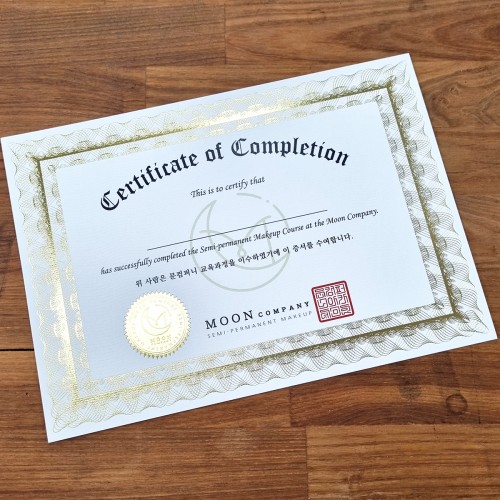 Certificate of Completion
This is to certify that
has successfully completed the Semi-permanent Makeup Course at the Moon Company.
위 사람은 문컴퍼니 교육과정을 이수하였기에 이 증서를 수여합니다.
MOON COMPANY
SEMI-PERMANENT MAKEUP